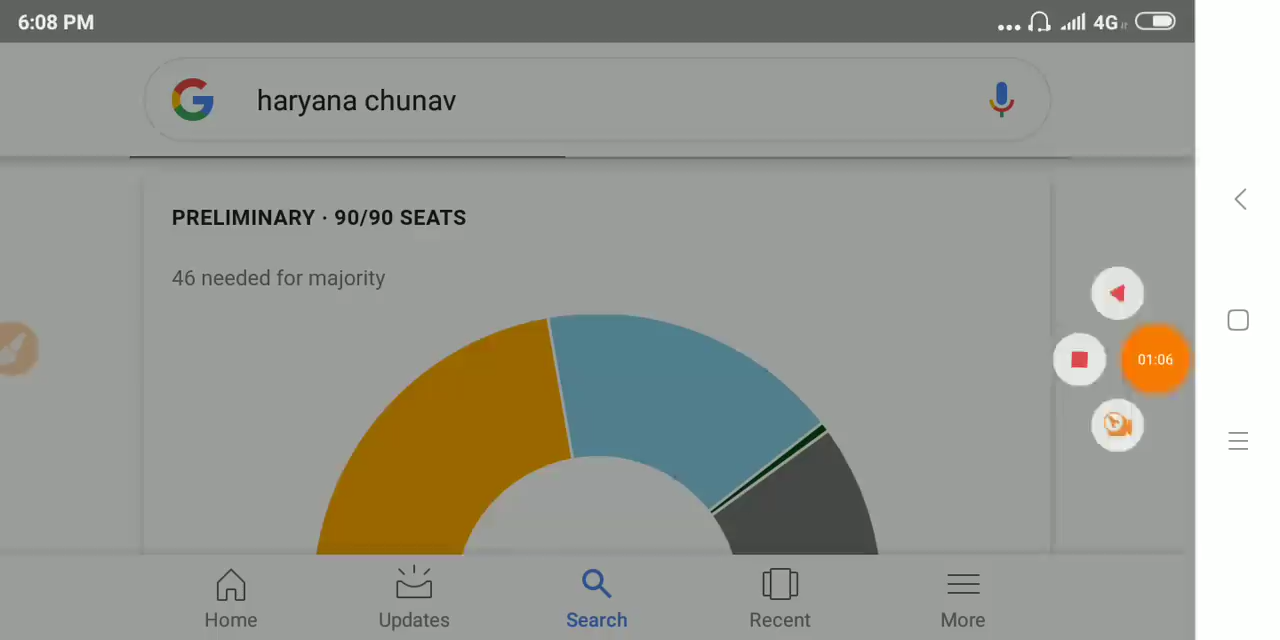 6:08 PM
4G
haryana chunav
PRELIMINARY · 90/90 SEATS
46 needed for majority
01:06
Home
Updates
Search
Recent
More